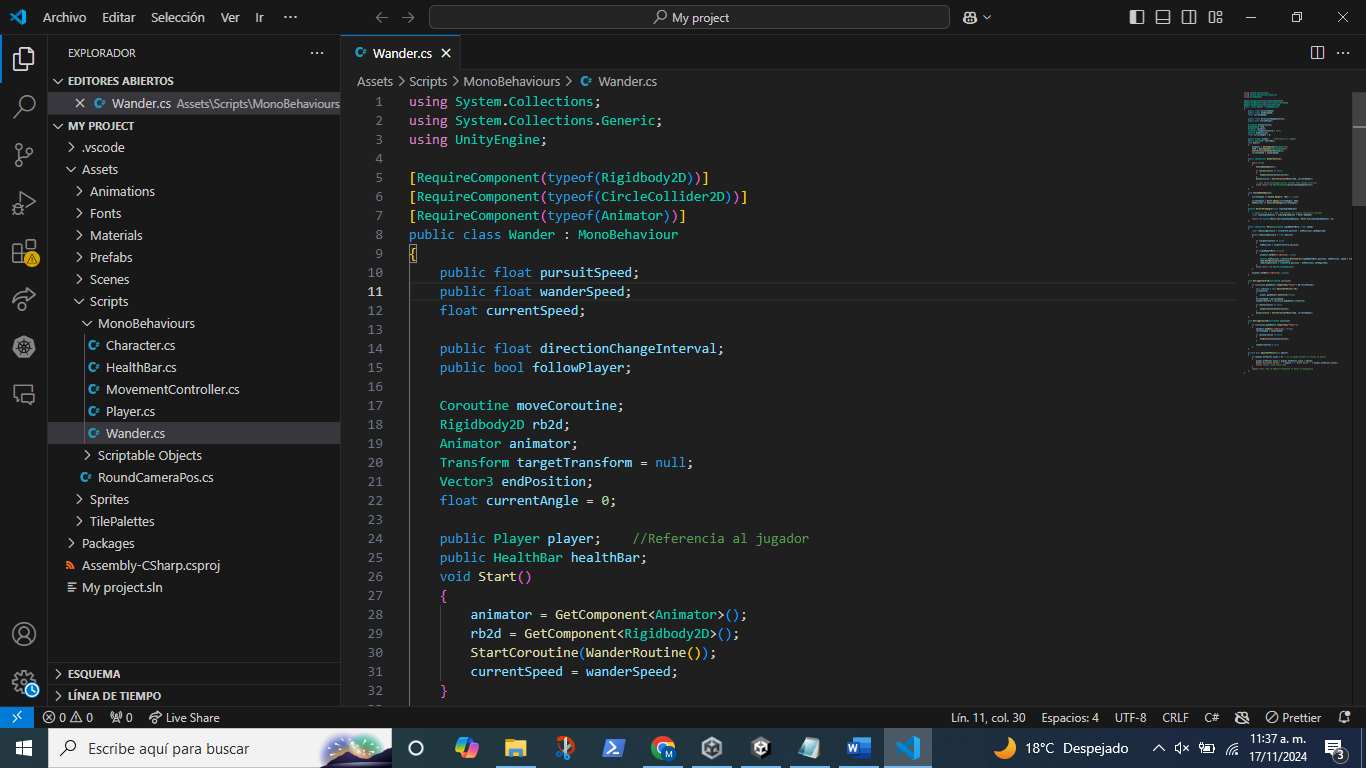 Archivo Editar Selección Ver Ir ···
My project
EXPLORADOR ···
EDITORES ABIERTOS
Wander.cs Assets\Scripts\MonoBehaviours
MY PROJECT
.vscode
Assets
Animations
Fonts
Materials
Prefabs
Scenes
Scripts
MonoBehaviours
C# Character.cs
C# HealthBar.cs
C# MovementController.cs
C# Player.cs
C# Wander.cs
Scriptable Objects
C# RoundCameraPos.cs
Sprites
TilePalettes
Packages
Assembly-CSharp.csproj
My project.sln
ESQUEMA
LÍNEA DE TIEMPO
C# Wander.cs
Assets > Scripts > MonoBehaviours > C# Wander.cs
1 using System.Collections;
2 using System.Collections.Generic;
3 using UnityEngine;
4
5 [RequireComponent(typeof(Rigidbody2D))]
6 [RequireComponent(typeof(CircleCollider2D))]
7 [RequireComponent(typeof(Animator))]
8 public class Wander : MonoBehaviour
9 {
10 public float pursuitSpeed;
11 public float wanderSpeed;
12 float currentSpeed;
13
14 public float directionChangeInterval;
15 public bool followPlayer;
16
17 Coroutine moveCoroutine;
18 Rigidbody2D rb2d;
19 Animator animator;
20 Transform targetTransform = null;
21 Vector3 endPosition;
22 float currentAngle = 0;
23
24 public Player player; //Referencia al jugador
25 public HealthBar healthBar;
26 void Start()
27 {
28 animator = GetComponent<Animator>();
29 rb2d = GetComponent<Rigidbody2D>();
30 StartCoroutine(WanderRoutine());
31 currentSpeed = wanderSpeed;
32 }
0 0 0 Live Share
Lín. 11, col. 30 Espacios: 4 UTF-8 CRLF C# Prettier
Escribe aquí para buscar
18°C Despejado
11:37 a. m.
17/11/2024
3